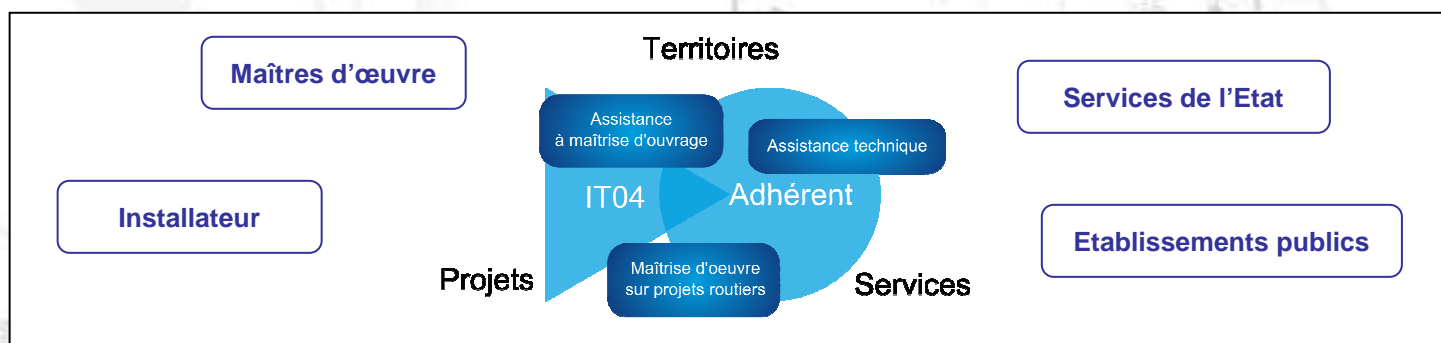 Territoires
Maîtres d'œuvre
Services de l'Etat
Assistance
à maîtrise d'ouvrage
Assistance technique
IT04
Adhérent
Installateur
Etablissements publics
Maîtrise d'oeuvre
sur projets routiers
Projets
Services